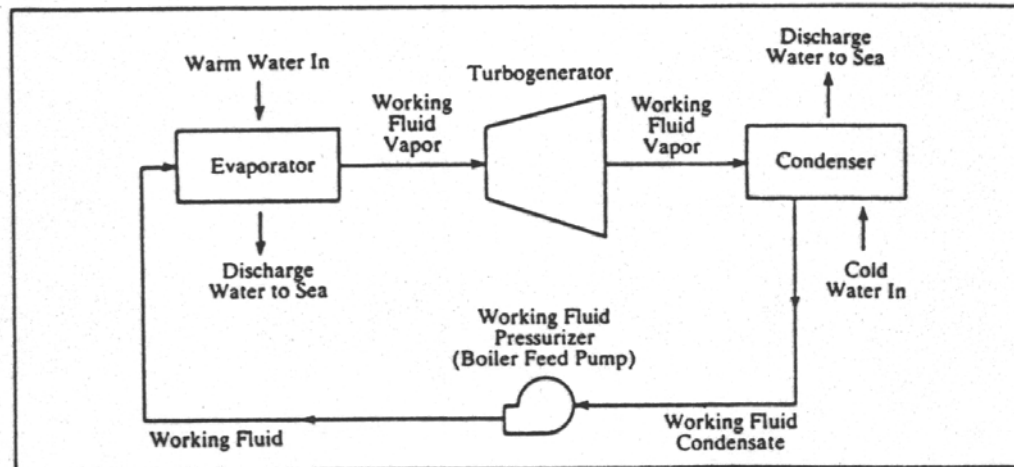 Warm Water In
Evaporator
Discharge
Water to Sea
Working
Fluid
Vapor
Turbogenerator
Working
Fluid
Vapor
Discharge
Water to Sea
Condenser
Cold
Water In
Working Fluid
Pressurizer
(Boiler Feed Pump)
Working Fluid
Condensate
Working Fluid